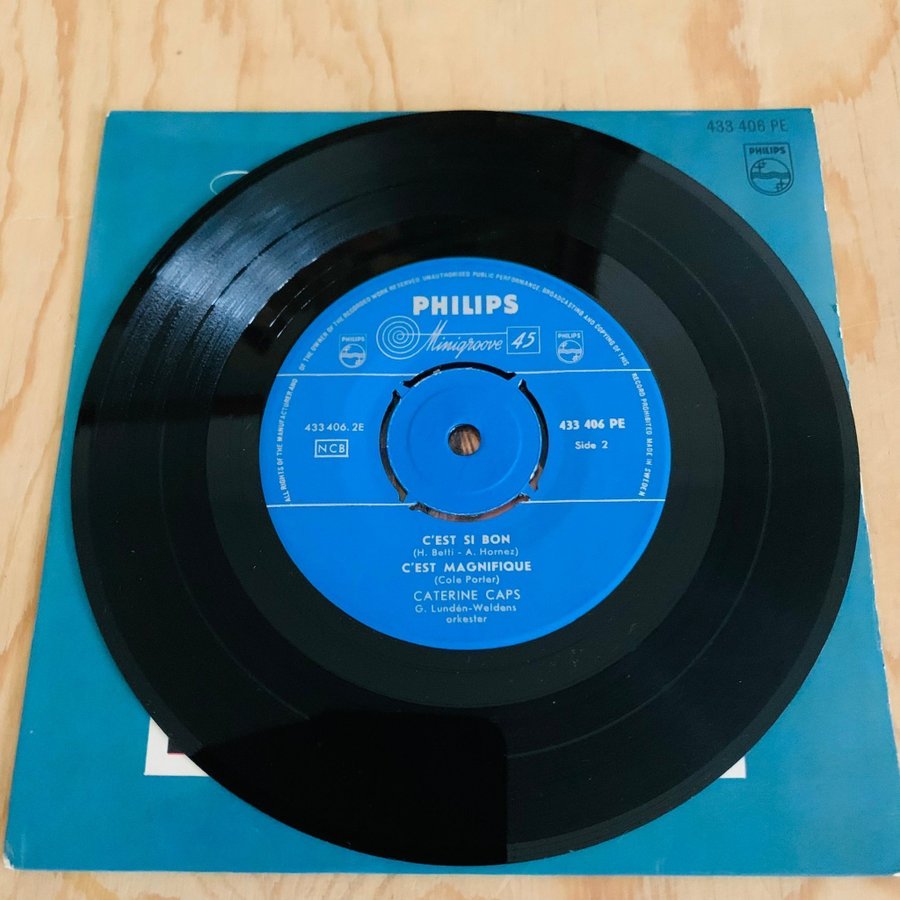 433 406 PE
PHILIPS
ALL RIGHTS OF THE MANUFACTURER AND OF THE OWNER OF THE RECORDED WORK RESERVED. UNAUTHORISED PUBLIC PERFORMANCE, BROADCASTING AND COPYING OF THIS RECORD PROHIBITED MADE IN SWEDEN
PHILIPS
PHILIPS
Minigroove 45
PHILIPS
433 406.2E
433 406 PE
NCB
Side 2
C'EST SI BON
(H. Betti - A. Hornez)
C'EST MAGNIFIQUE
(Cole Porter)
CATERINE CAPS
G. Lundén-Weldens
orkester